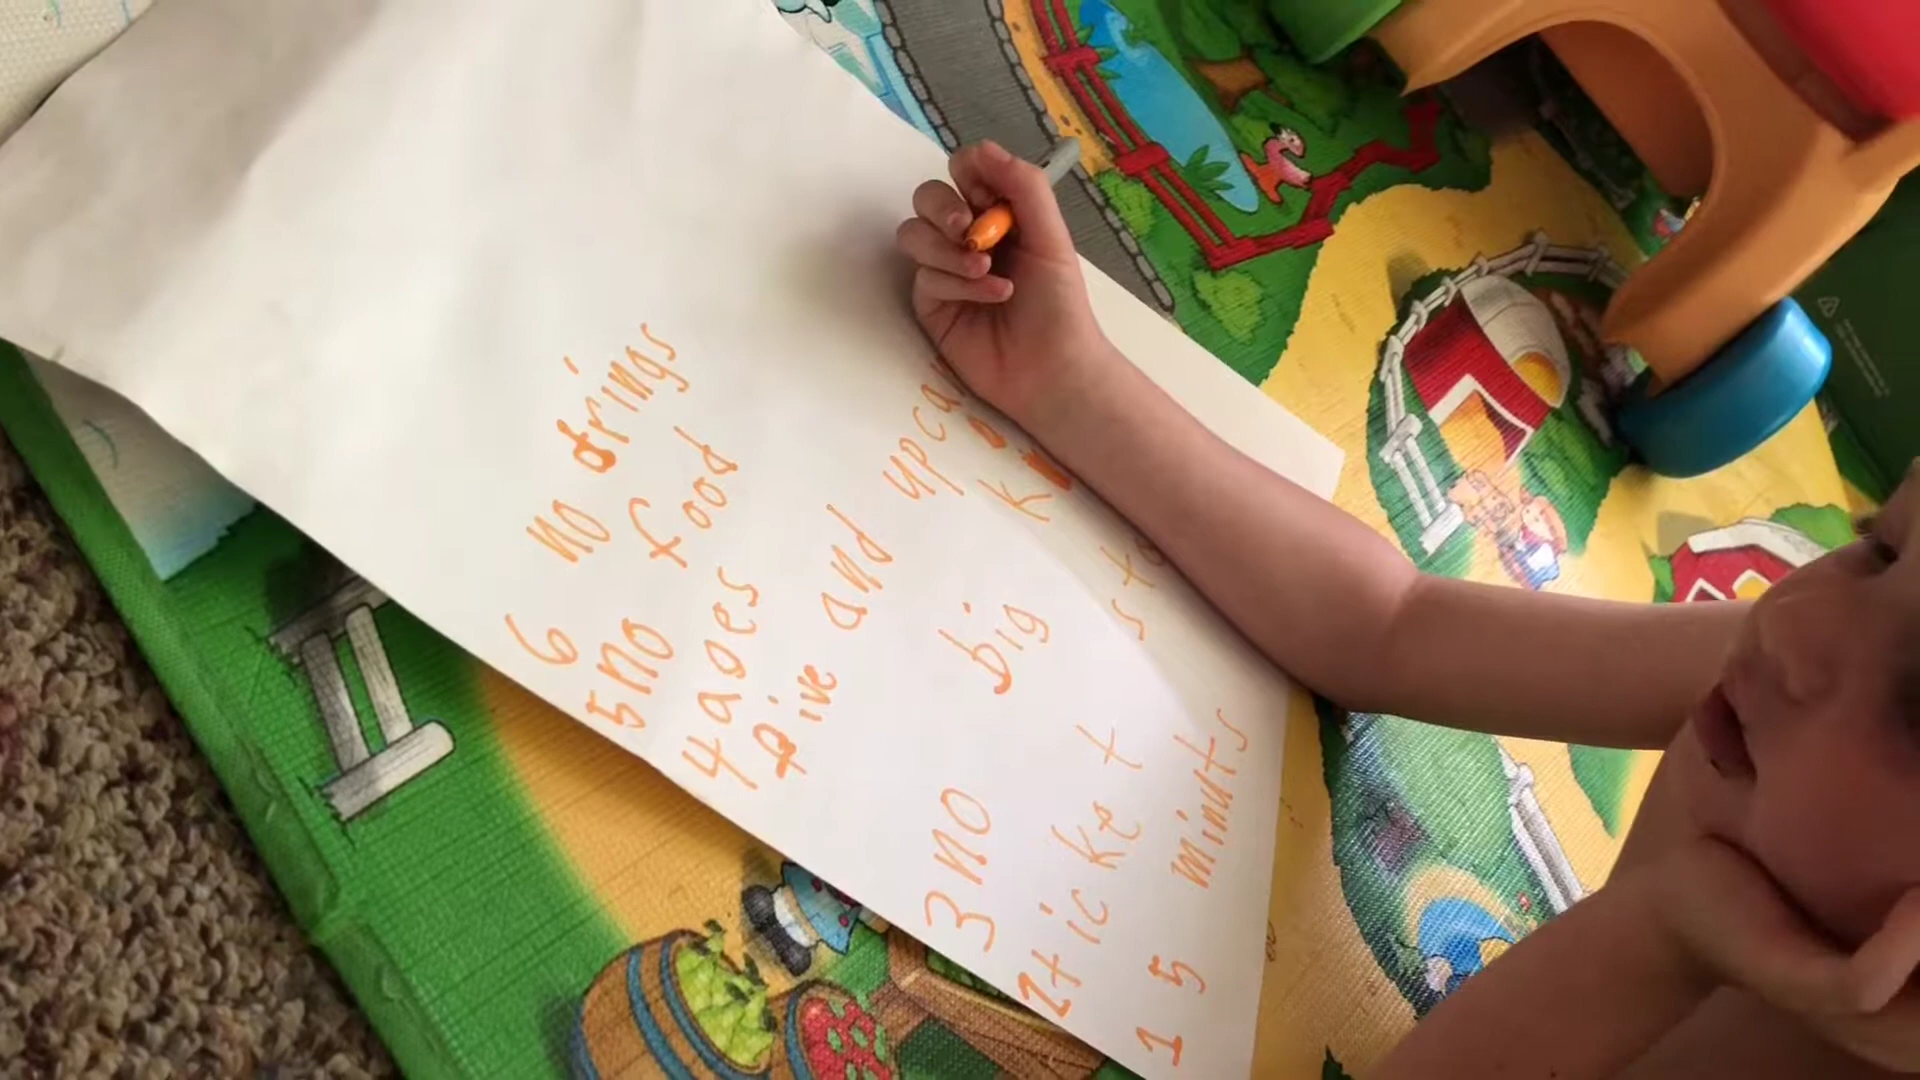 1 5 minuts
2 ticket
3 no big
4 ages
five and up
5 no food
6 no drings